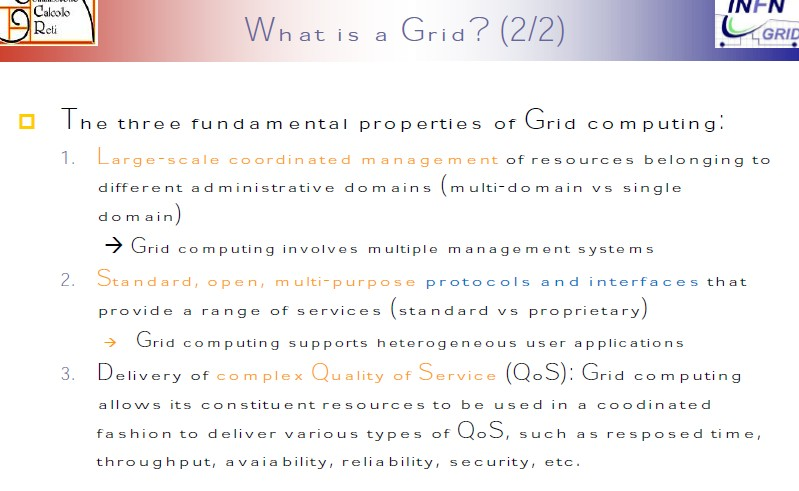 Calcolo
Reti
What is a Grid? (2/2)
INFN
GRID
The three fundamental properties of Grid computing:
1. Large-scale coordinated management of resources belonging to
different administrative domains (multi-domain vs single
domain)
→ Grid computing involves multiple management systems
2. Standard, open, multi-purpose protocols and interfaces that
provide a range of services (standard vs proprietary)
→ Grid computing supports heterogeneous user applications
3. Delivery of complex Quality of Service (QoS): Grid computing
allows its constituent resources to be used in a coodinated
fashion to deliver various types of QoS, such as resposed time,
throughput, avaiability, reliability, security, etc.